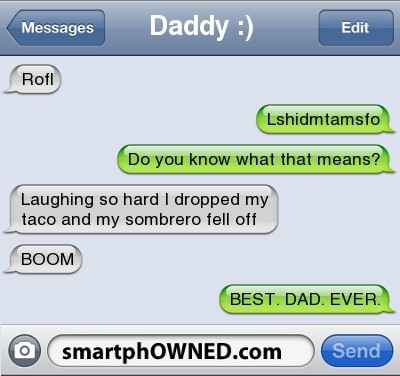 Messages
Daddy :)
Edit
Rofl
Lshidmtamsfo
Do you know what that means?
Laughing so hard I dropped my
taco and my sombrero fell off
BOOM
BEST. DAD. EVER.
smartphOWNED.com
Send